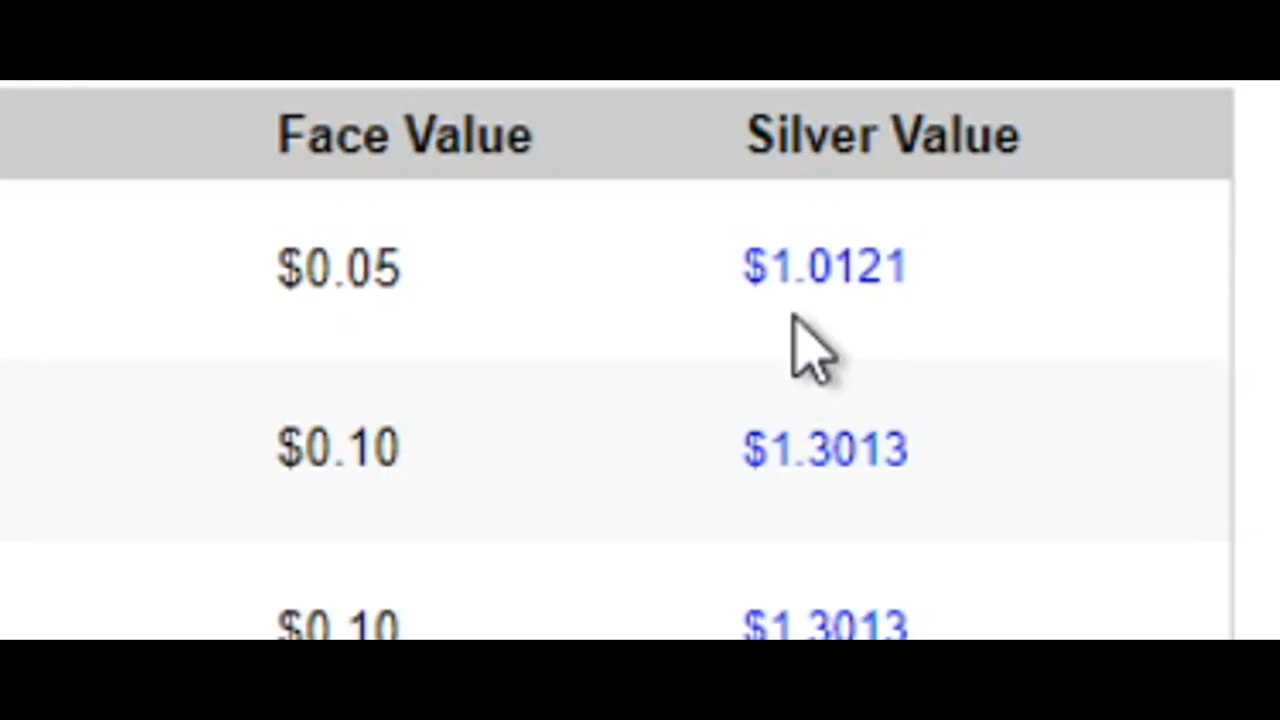 Face Value Silver Value
$0.05 $1.0121
$0.10 $1.3013
$0.10 $1.3013